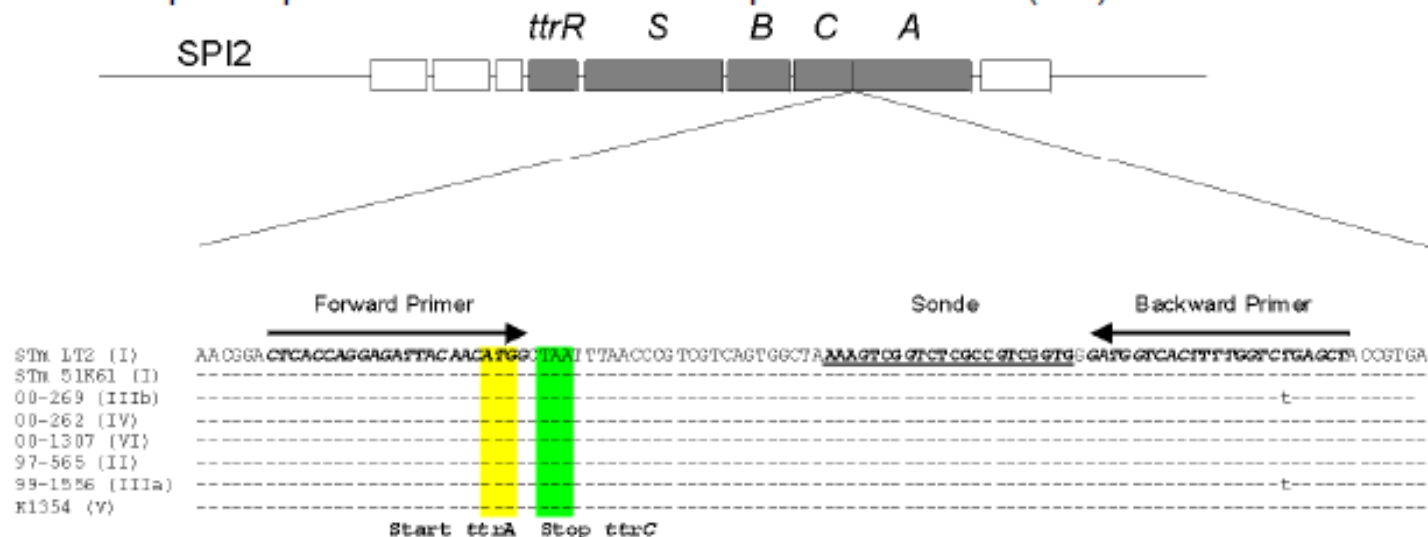 ttrR S B C A
SPI2
Forward Primer Sonde Backward Primer
STm LT2 (I) AACGGACTCACCAGGAGATTACAACATGGCTAATTTAACCCGTCGTCAGTGGCTAAAAGTCGGTCTCGCCGTCGGTGGGATGGTCACTTTTGGTCTGAGCTACCGTGA
STm 51K61 (I)
00-269 (IIIb) t
00-262 (IV)
00-1307 (VI)
97-565 (II)
99-1556 (IIIa) t
K1354 (V)
Start ttrA Stop ttrC